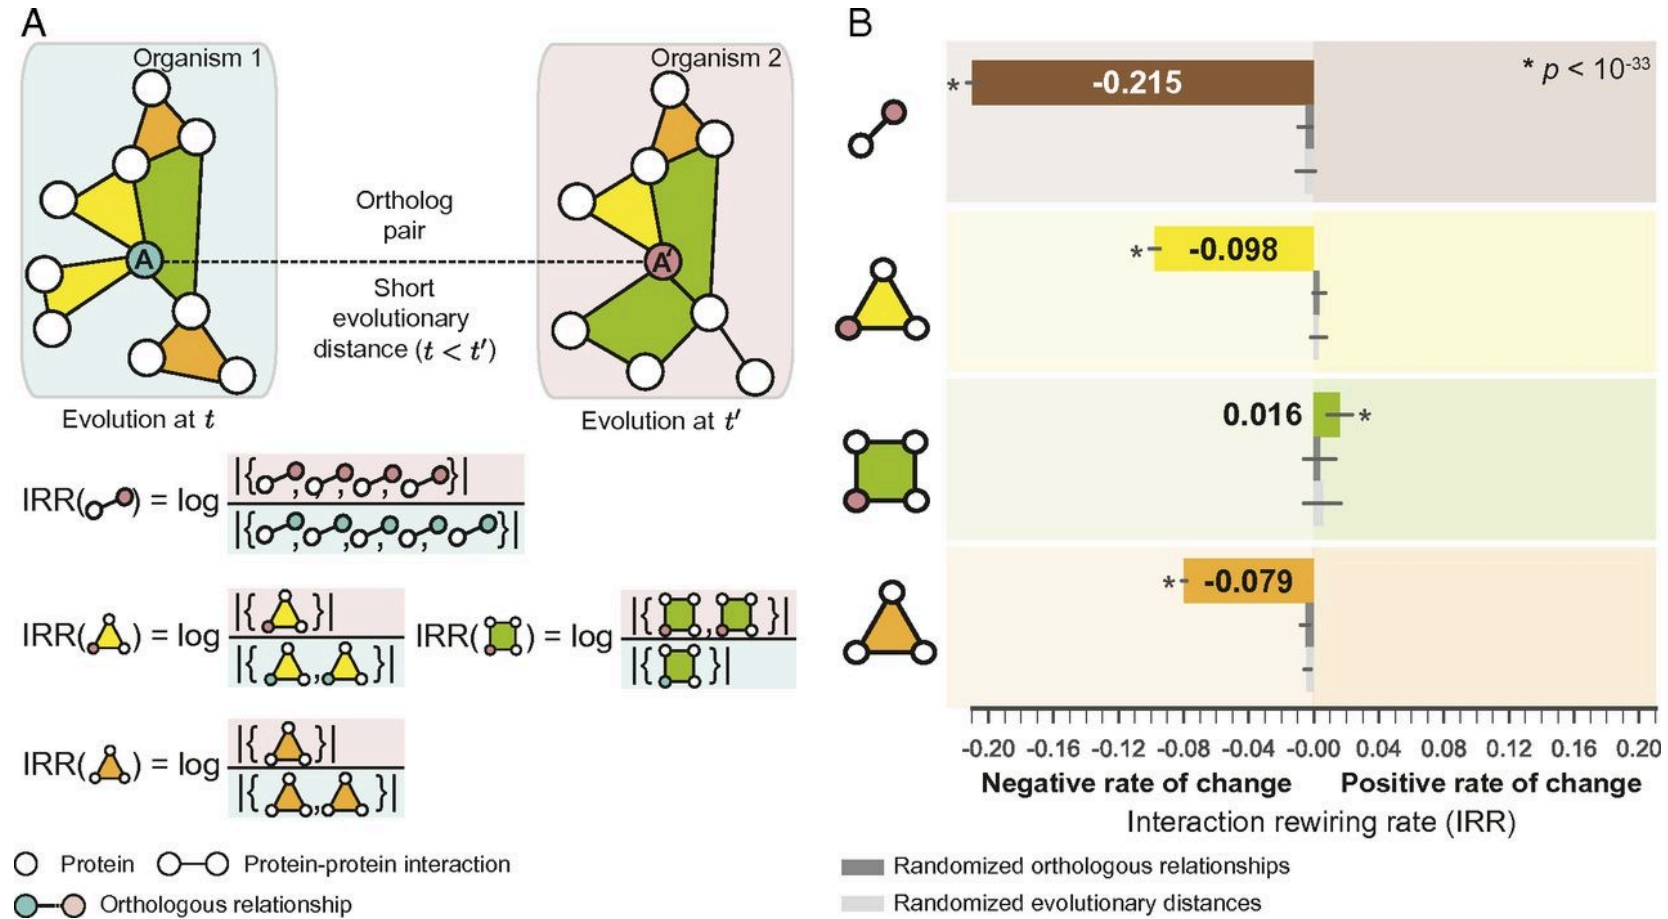 A
Organism 1
Organism 2
A
A′
Ortholog
pair
Short
evolutionary
distance (t < t′)
Evolution at t
Evolution at t′
IRR( ) = log |{ , , , }|
|{ , , , , }|
IRR( ) = log |{ }|
|{ , }|
IRR( ) = log |{ , }|
|{ }|
IRR( ) = log |{ }|
|{ , }|
Protein
Protein-protein interaction
Orthologous relationship
B
* p < 10⁻³³
* -0.215
* -0.098
0.016 *
* -0.079
-0.20 -0.16 -0.12 -0.08 -0.04 -0.00 0.04 0.08 0.12 0.16 0.20
Negative rate of change Positive rate of change
Interaction rewiring rate (IRR)
Randomized orthologous relationships
Randomized evolutionary distances